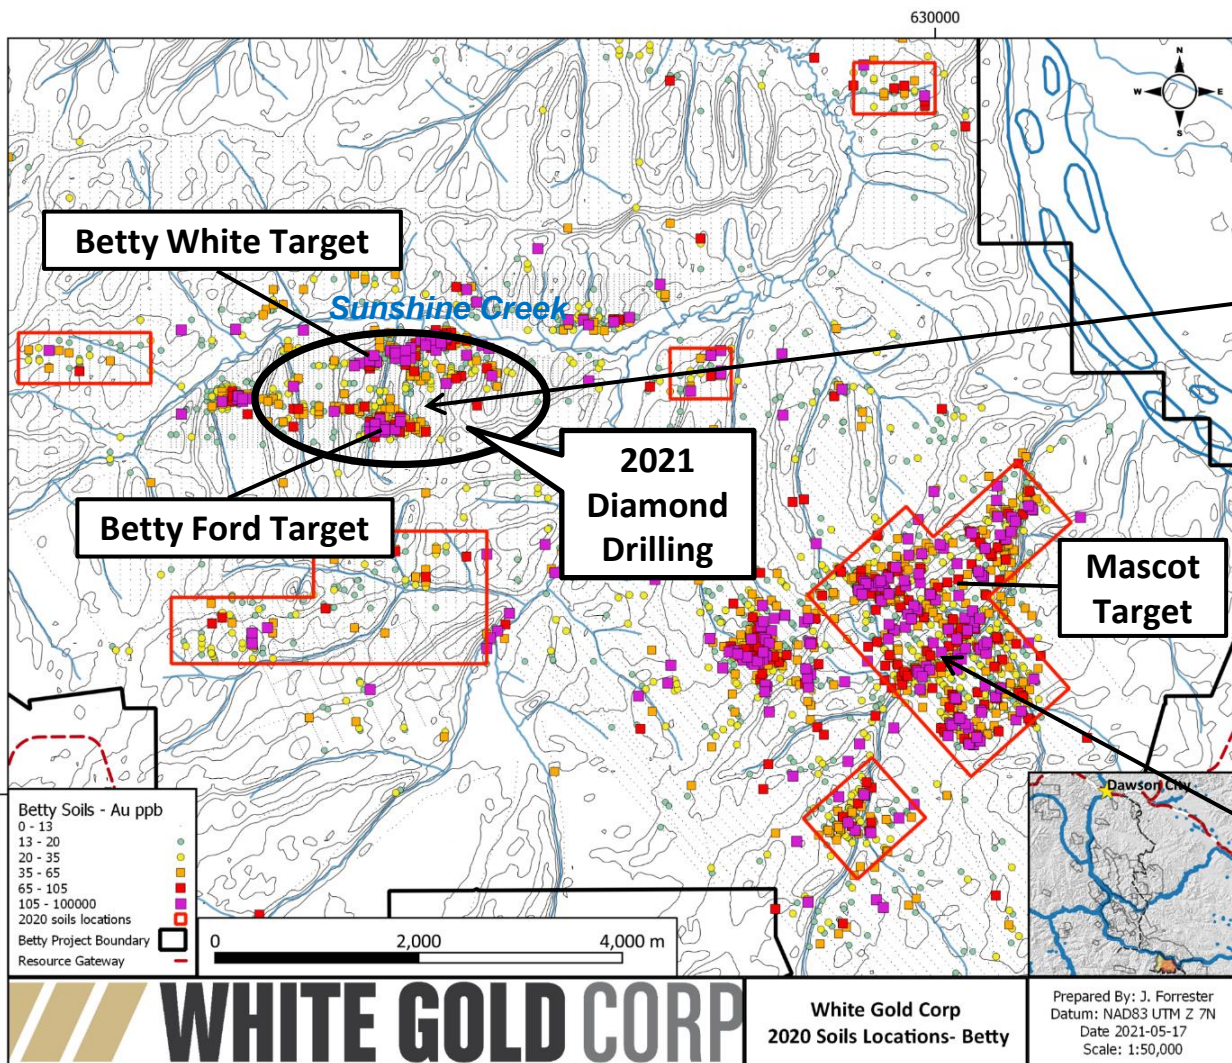 630000
N
W E
S
Betty White Target
Sunshine Creek
Betty Ford Target
2021
Diamond
Drilling
Mascot
Target
Dawson City
Betty Soils - Au ppb
0 - 13
13 - 20
20 - 35
35 - 65
65 - 105
105 - 100000
2020 soils locations
Betty Project Boundary
Resource Gateway
0 2,000 4,000 m
WHITE GOLD CORP
White Gold Corp
2020 Soils Locations- Betty
Prepared By: J. Forrester
Datum: NAD83 UTM Z 7N
Date 2021-05-17
Scale: 1:50,000